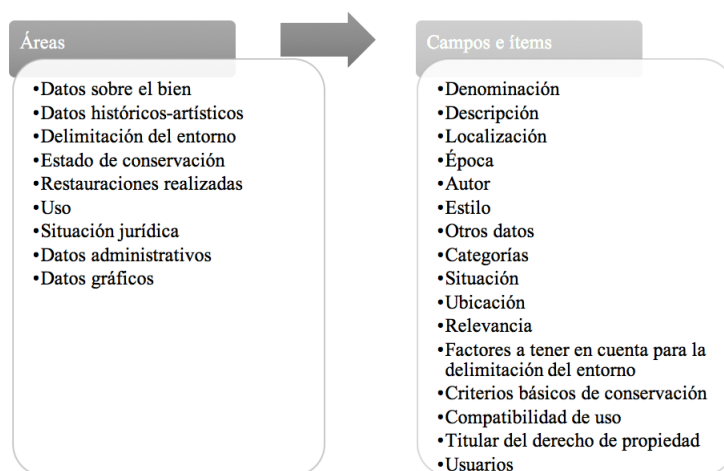 Áreas
•Datos sobre el bien
•Datos históricos-artísticos
•Delimitación del entorno
•Estado de conservación
•Restauraciones realizadas
•Uso
•Situación jurídica
•Datos administrativos
•Datos gráficos
Campos e ítems
•Denominación
•Descripción
•Localización
•Época
•Autor
•Estilo
•Otros datos
•Categorías
•Situación
•Ubicación
•Relevancia
•Factores a tener en cuenta para la
delimitación del entorno
•Criterios básicos de conservación
•Compatibilidad de uso
•Titular del derecho de propiedad
•Usuarios